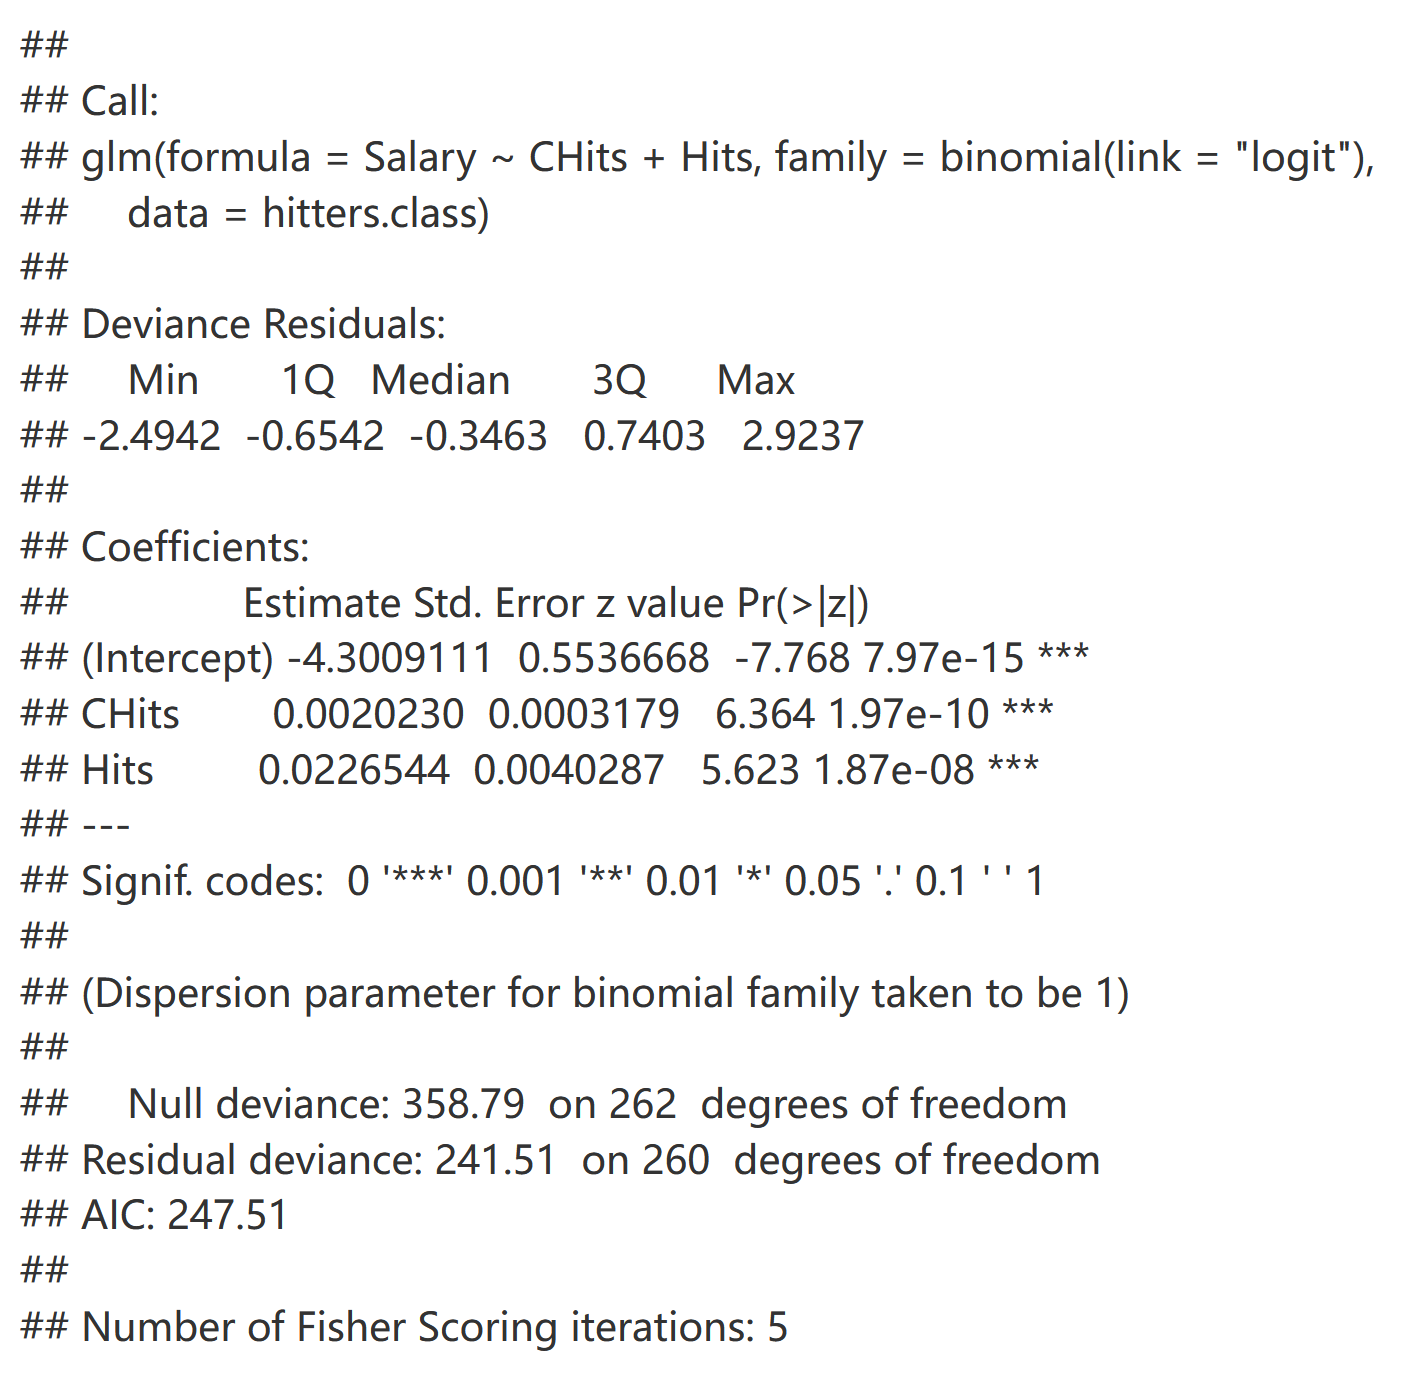 ##
## Call:
## glm(formula = Salary ~ CHits + Hits, family = binomial(link = "logit"),
##     data = hitters.class)
##
## Deviance Residuals:
##     Min       1Q   Median       3Q      Max
## -2.4942  -0.6542  -0.3463   0.7403   2.9237
##
## Coefficients:
##               Estimate Std. Error z value Pr(>|z|)
## (Intercept) -4.3009111  0.5536668  -7.768 7.97e-15 ***
## CHits        0.0020230  0.0003179   6.364 1.97e-10 ***
## Hits         0.0226544  0.0040287   5.623 1.87e-08 ***
## ---
## Signif. codes:  0 '***' 0.001 '**' 0.01 '*' 0.05 '.' 0.1 ' ' 1
##
## (Dispersion parameter for binomial family taken to be 1)
##
##     Null deviance: 358.79  on 262  degrees of freedom
## Residual deviance: 241.51  on 260  degrees of freedom
## AIC: 247.51
##
## Number of Fisher Scoring iterations: 5